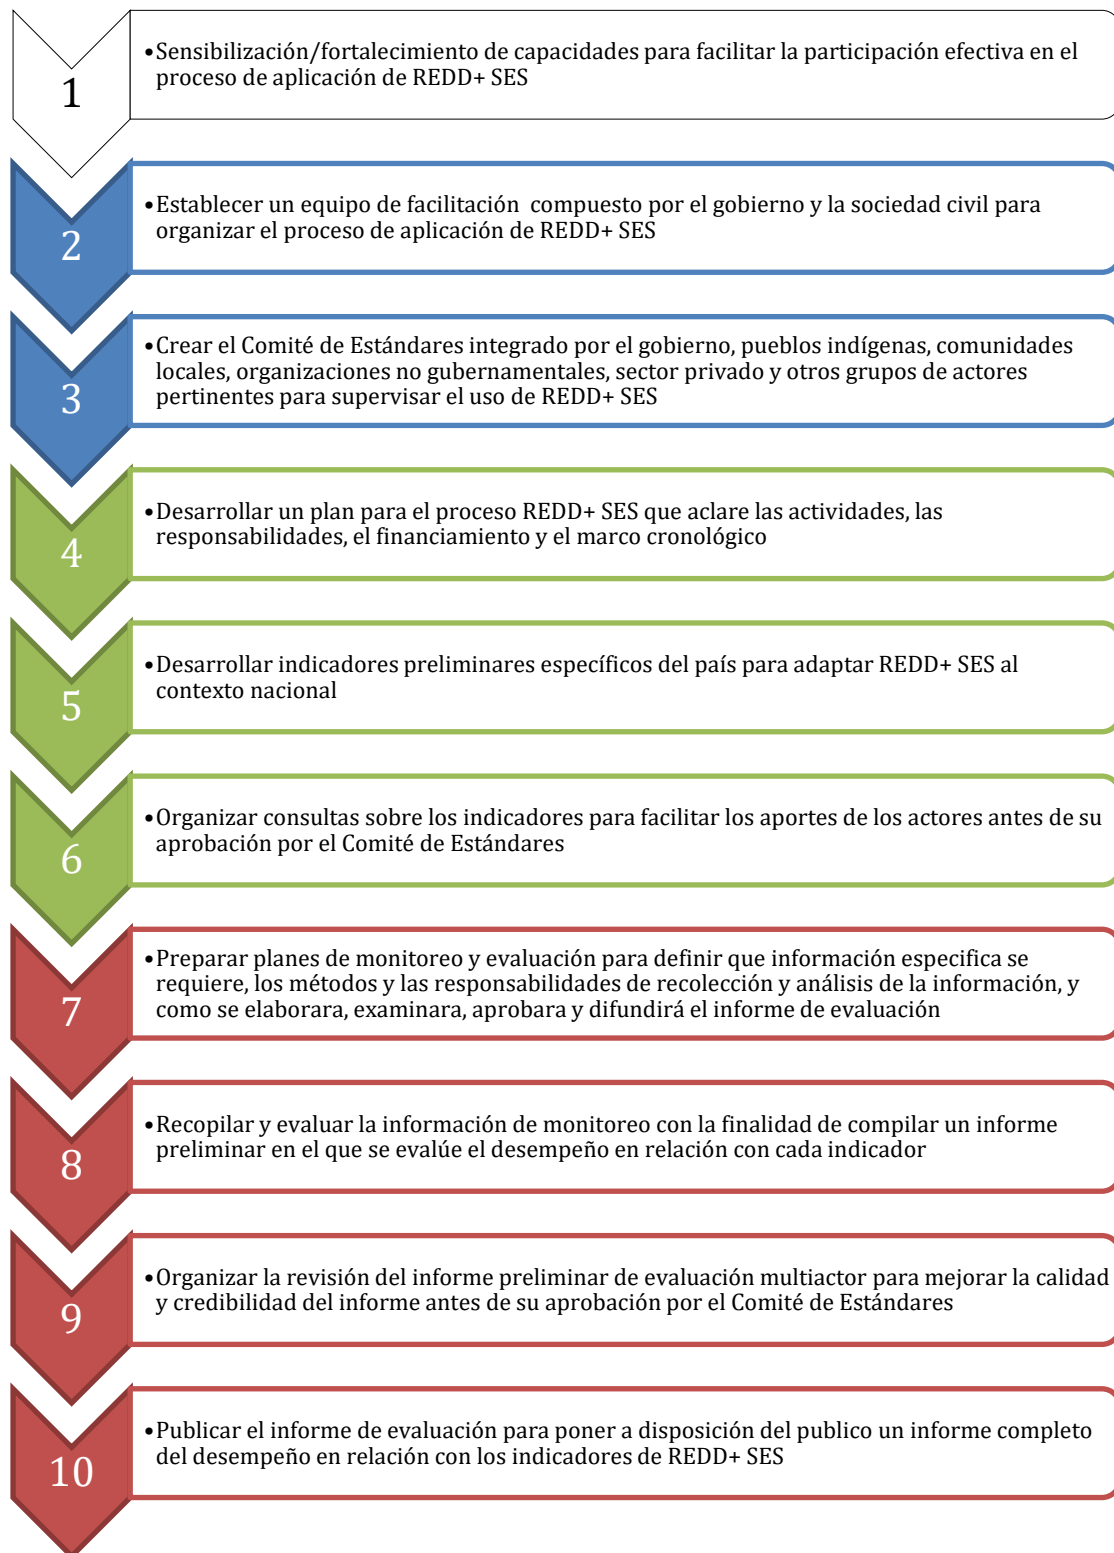 1
•Sensibilización/fortalecimiento de capacidades para facilitar la participación efectiva en el
proceso de aplicación de REDD+ SES
2
•Establecer un equipo de facilitación compuesto por el gobierno y la sociedad civil para
organizar el proceso de aplicación de REDD+ SES
3
•Crear el Comité de Estándares integrado por el gobierno, pueblos indígenas, comunidades
locales, organizaciones no gubernamentales, sector privado y otros grupos de actores
pertinentes para supervisar el uso de REDD+ SES
4
•Desarrollar un plan para el proceso REDD+ SES que aclare las actividades, las
responsabilidades, el financiamiento y el marco cronológico
5
•Desarrollar indicadores preliminares específicos del país para adaptar REDD+ SES al
contexto nacional
6
•Organizar consultas sobre los indicadores para facilitar los aportes de los actores antes de su
aprobación por el Comité de Estándares
7
•Preparar planes de monitoreo y evaluación para definir que información especifica se
requiere, los métodos y las responsabilidades de recolección y análisis de la información, y
como se elaborara, examinara, aprobara y difundirá el informe de evaluación
8
•Recopilar y evaluar la información de monitoreo con la finalidad de compilar un informe
preliminar en el que se evalúe el desempeño en relación con cada indicador
9
•Organizar la revisión del informe preliminar de evaluación multiactor para mejorar la calidad
y credibilidad del informe antes de su aprobación por el Comité de Estándares
10
•Publicar el informe de evaluación para poner a disposición del publico un informe completo
del desempeño en relación con los indicadores de REDD+ SES